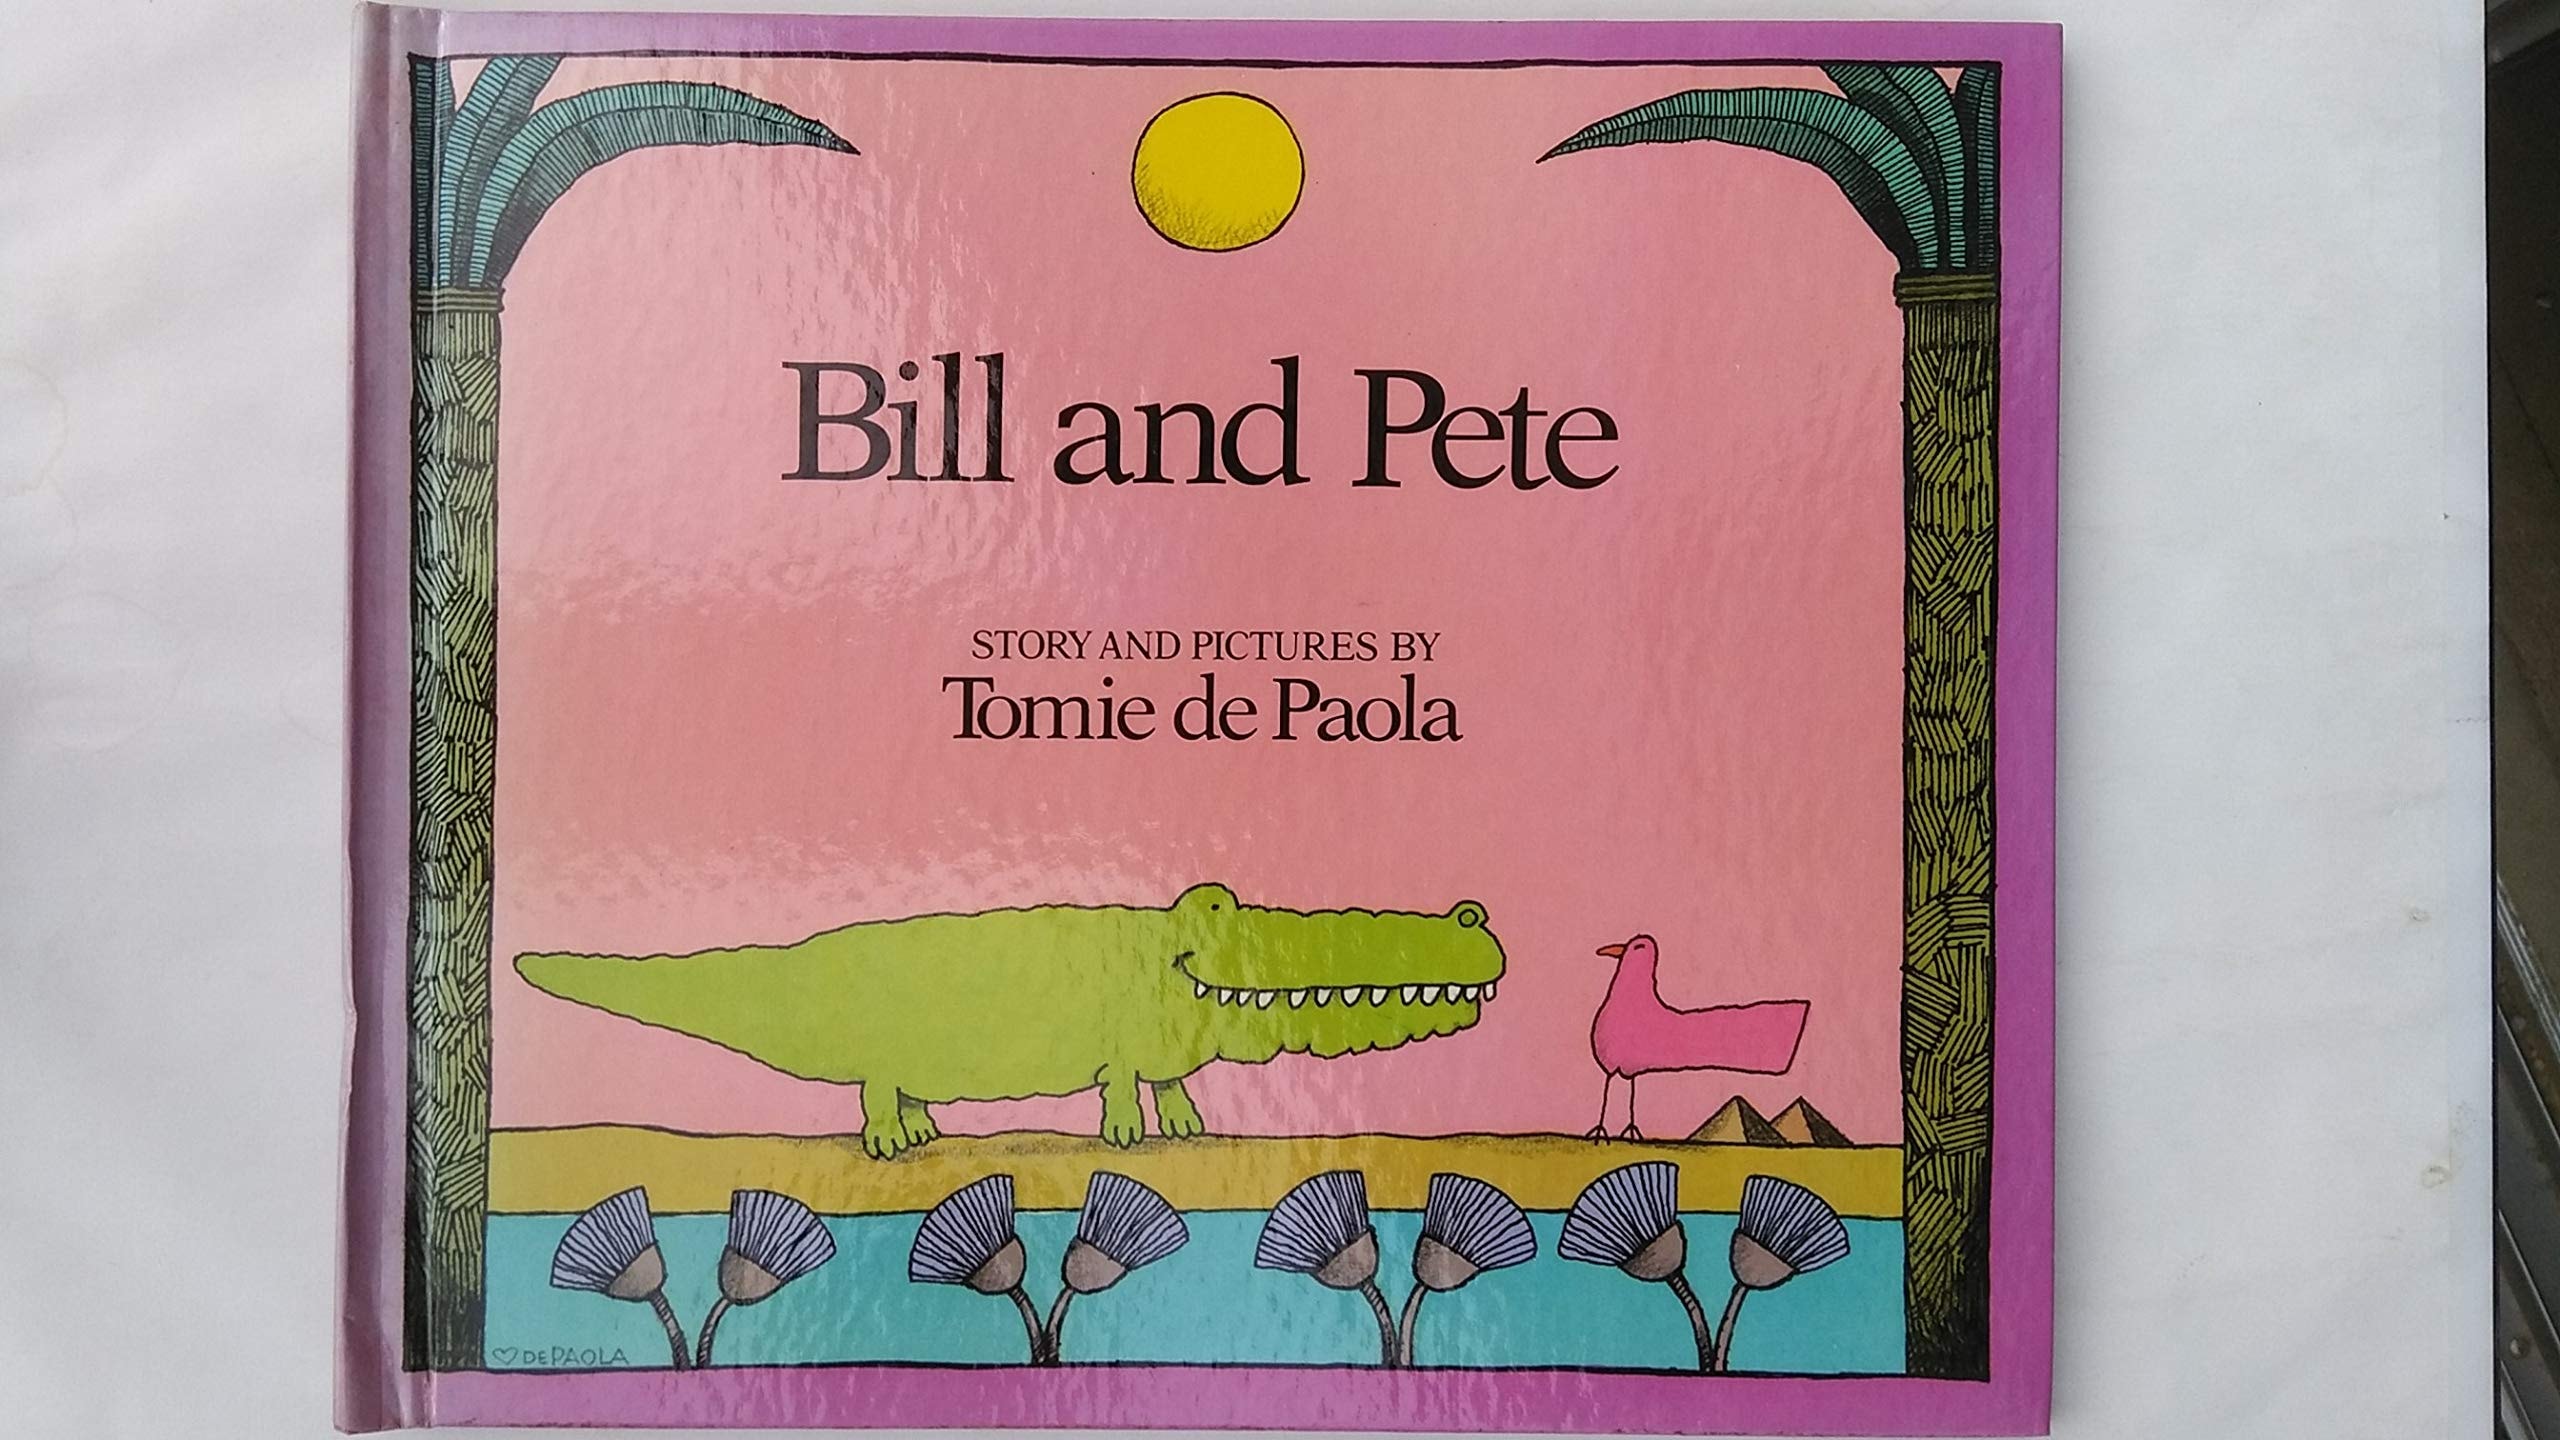 Bill and Pete
STORY AND PICTURES BY
Tomie de Paola
♡DEPAOLA